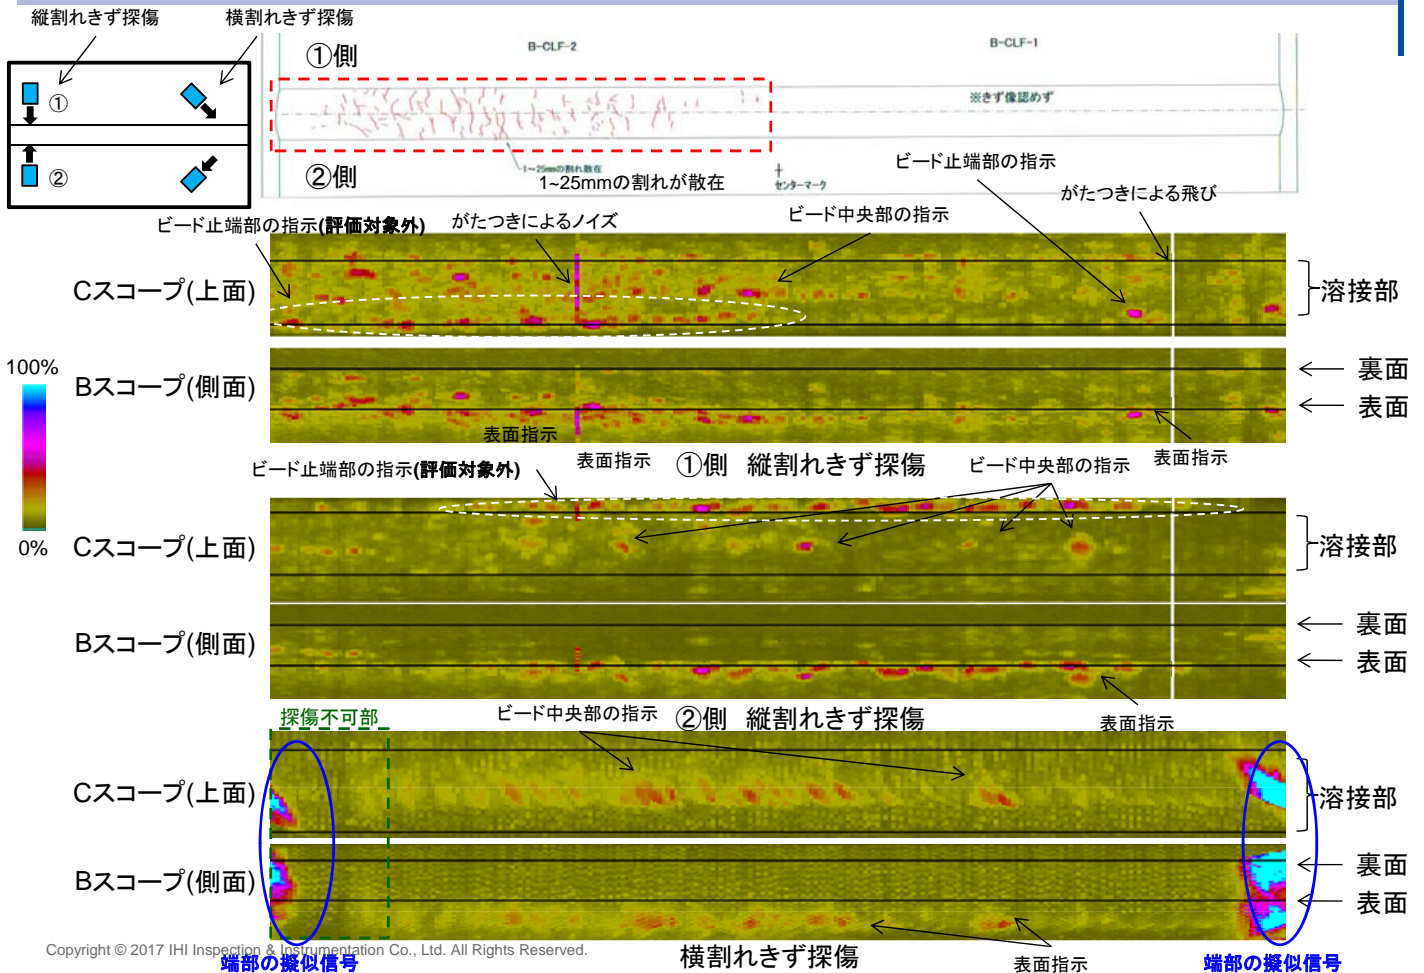 縦割れきず探傷
横割れきず探傷
①
②
①側
B-CLF-2
B-CLF-1
※きず像認めず
②側
1~25mmの割れ散在
1~25mmの割れが散在
センターマーク
ビード止端部の指示
がたつきによる飛び
ビード止端部の指示(評価対象外)
がたつきによるノイズ
ビード中央部の指示
Cスコープ(上面)
溶接部
100%
0%
Bスコープ(側面)
裏面
表面
表面指示
表面指示
①側 縦割れきず探傷
表面指示
ビード止端部の指示(評価対象外)
ビード中央部の指示
Cスコープ(上面)
溶接部
Bスコープ(側面)
裏面
表面
探傷不可部
ビード中央部の指示
②側 縦割れきず探傷
表面指示
Cスコープ(上面)
溶接部
Bスコープ(側面)
裏面
表面
Copyright © 2017 IHI Inspection & Instrumentation Co., Ltd. All Rights Reserved.
端部の擬似信号
横割れきず探傷
表面指示
端部の擬似信号